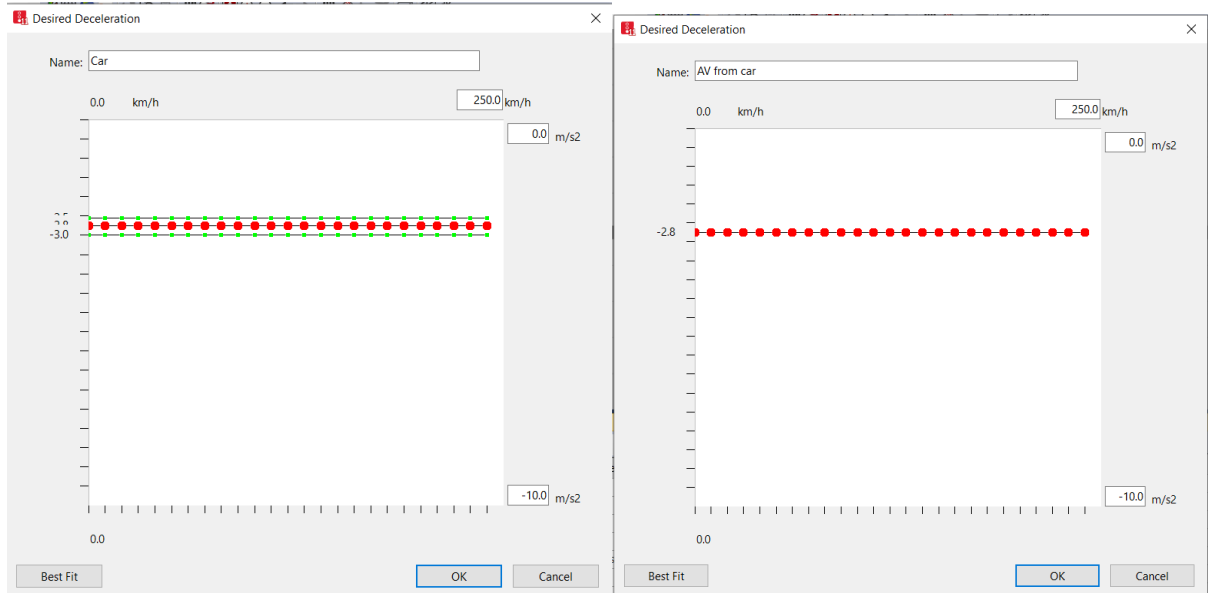 Desired Deceleration
Name: Car
0.0 km/h 250.0 km/h
0.0 m/s2
-3.0
-10.0 m/s2
0.0
Best Fit OK Cancel
Desired Deceleration
Name: AV from car
0.0 km/h 250.0 km/h
0.0 m/s2
-2.8
-10.0 m/s2
0.0
Best Fit OK Cancel